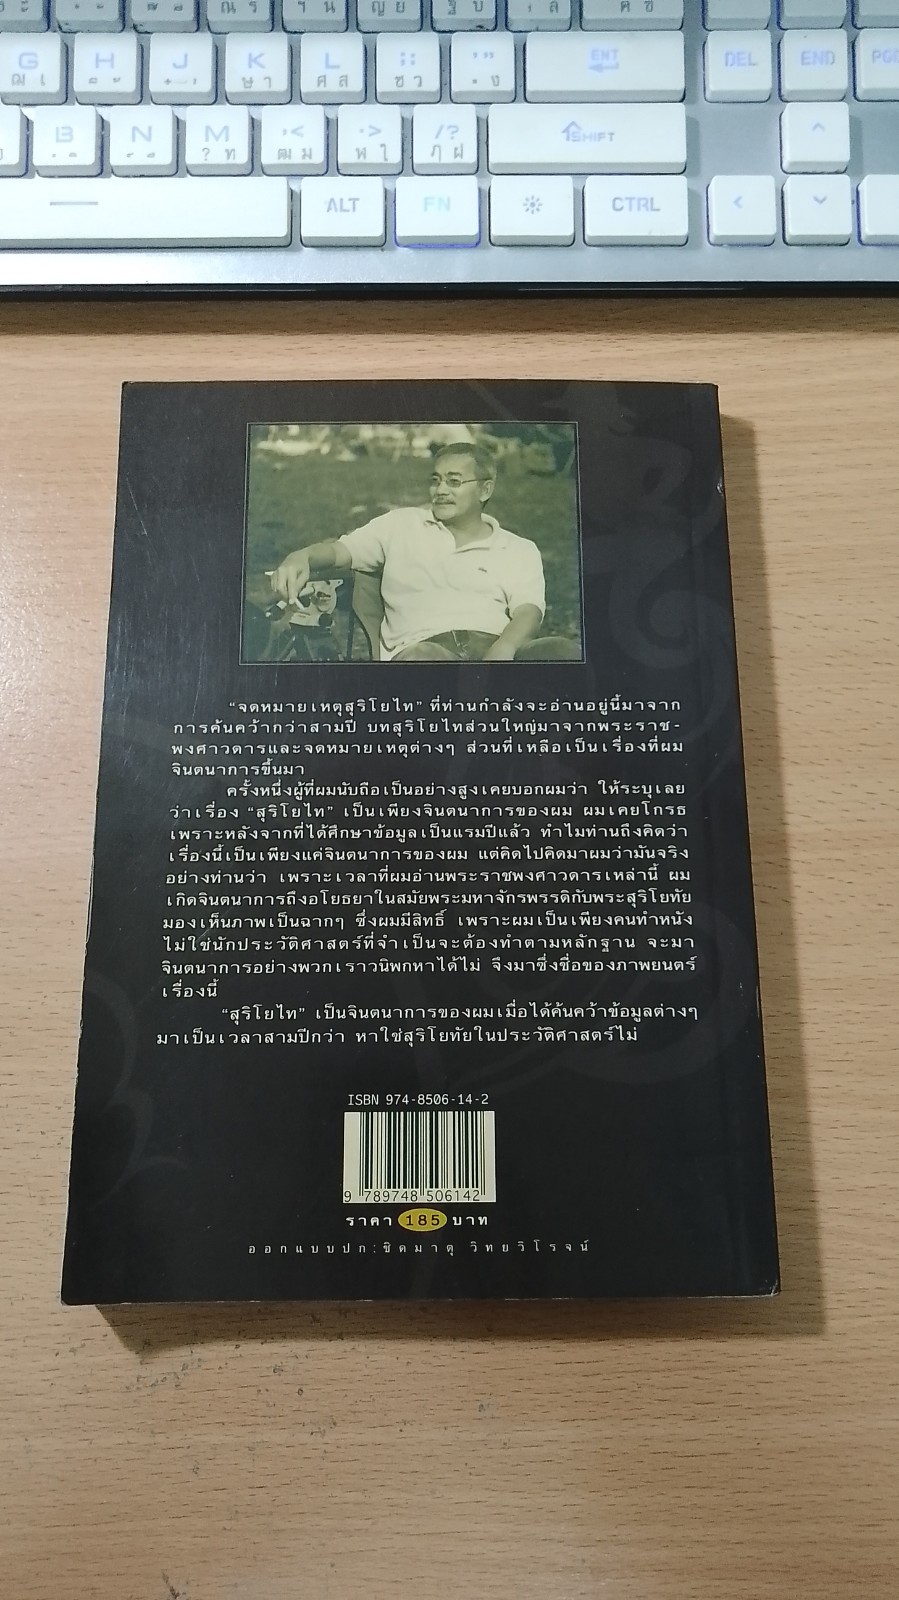 G H J K L : ; " ' ENT DEL END
ฌ เ ษ า ศ ส ซ ว . ง
B N M , < . > / ? SHIFT ^
? ท ฒ ม ฬ ใ ฦ ฝ
ALT FN CTRL < ⌄
"จดหมายเหตุสุริโยไท" ที่ท่านกำลังจะอ่านอยู่นี้มาจาก
การค้นคว้ากว่าสามปี บทสุริโยไทส่วนใหญ่มาจากพระราช-
พงศาวดารและจดหมายเหตุต่างๆ ส่วนที่เหลือเป็นเรื่องที่ผม
จินตนาการขึ้นมา
ครั้งหนึ่งผู้ที่ผมนับถือเป็นอย่างสูงเคยบอกผมว่า ให้ระบุเลย
ว่าเรื่อง "สุริโยไท" เป็นเพียงจินตนาการของผม ผมเคยโกรธ
เพราะหลังจากที่ได้ศึกษาข้อมูลเป็นแรมปีแล้ว ทำไมท่านถึงคิดว่า
เรื่องนี้เป็นเพียงแค่จินตนาการของผม แต่คิดไปคิดมาผมว่ามันจริง
อย่างท่านว่า เพราะเวลาที่ผมอ่านพระราชพงศาวดารเหล่านี้ ผม
เกิดจินตนาการถึงอโยธยาในสมัยพระมหาจักรพรรดิกับพระสุริโยทัย
มองเห็นภาพเป็นฉากๆ ซึ่งผมมีสิทธิ์ เพราะผมเป็นเพียงคนทำหนัง
ไม่ใช่นักประวัติศาสตร์ที่จำเป็นจะต้องทำตามหลักฐาน จะมา
จินตนาการอย่างพวกเราวนิพกหาได้ไม่ จึงมาซึ่งชื่อของภาพยนตร์
เรื่องนี้
"สุริโยไท" เป็นจินตนาการของผมเมื่อได้ค้นคว้าข้อมูลต่างๆ
มาเป็นเวลาสามปีกว่า หาใช่สุริโยทัยในประวัติศาสตร์ไม่
ISBN 974-8506-14-2
9 789748 506142
ราคา 185 บาท
ออกแบบปก:ชิดมาตุ วิทยวิโรจน์